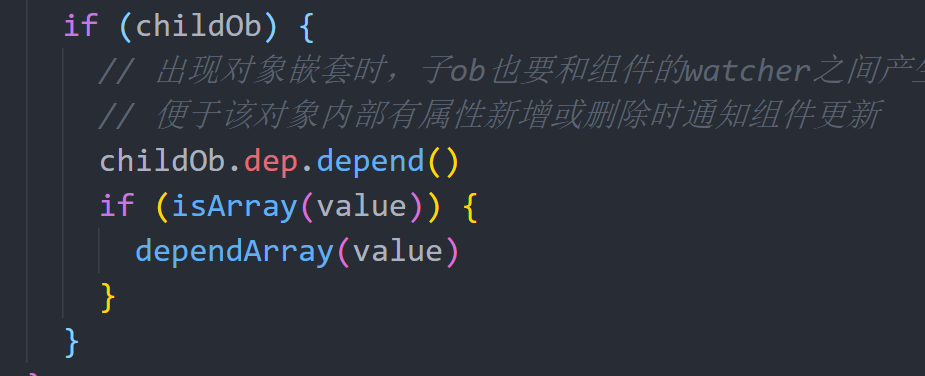 if (childOb) {
// 出现对象嵌套时，子ob也要和组件的watcher之间产
// 便于该对象内部有属性新增或删除时通知组件更新
childOb.dep.depend()
if (isArray(value)) {
dependArray(value)
}
}